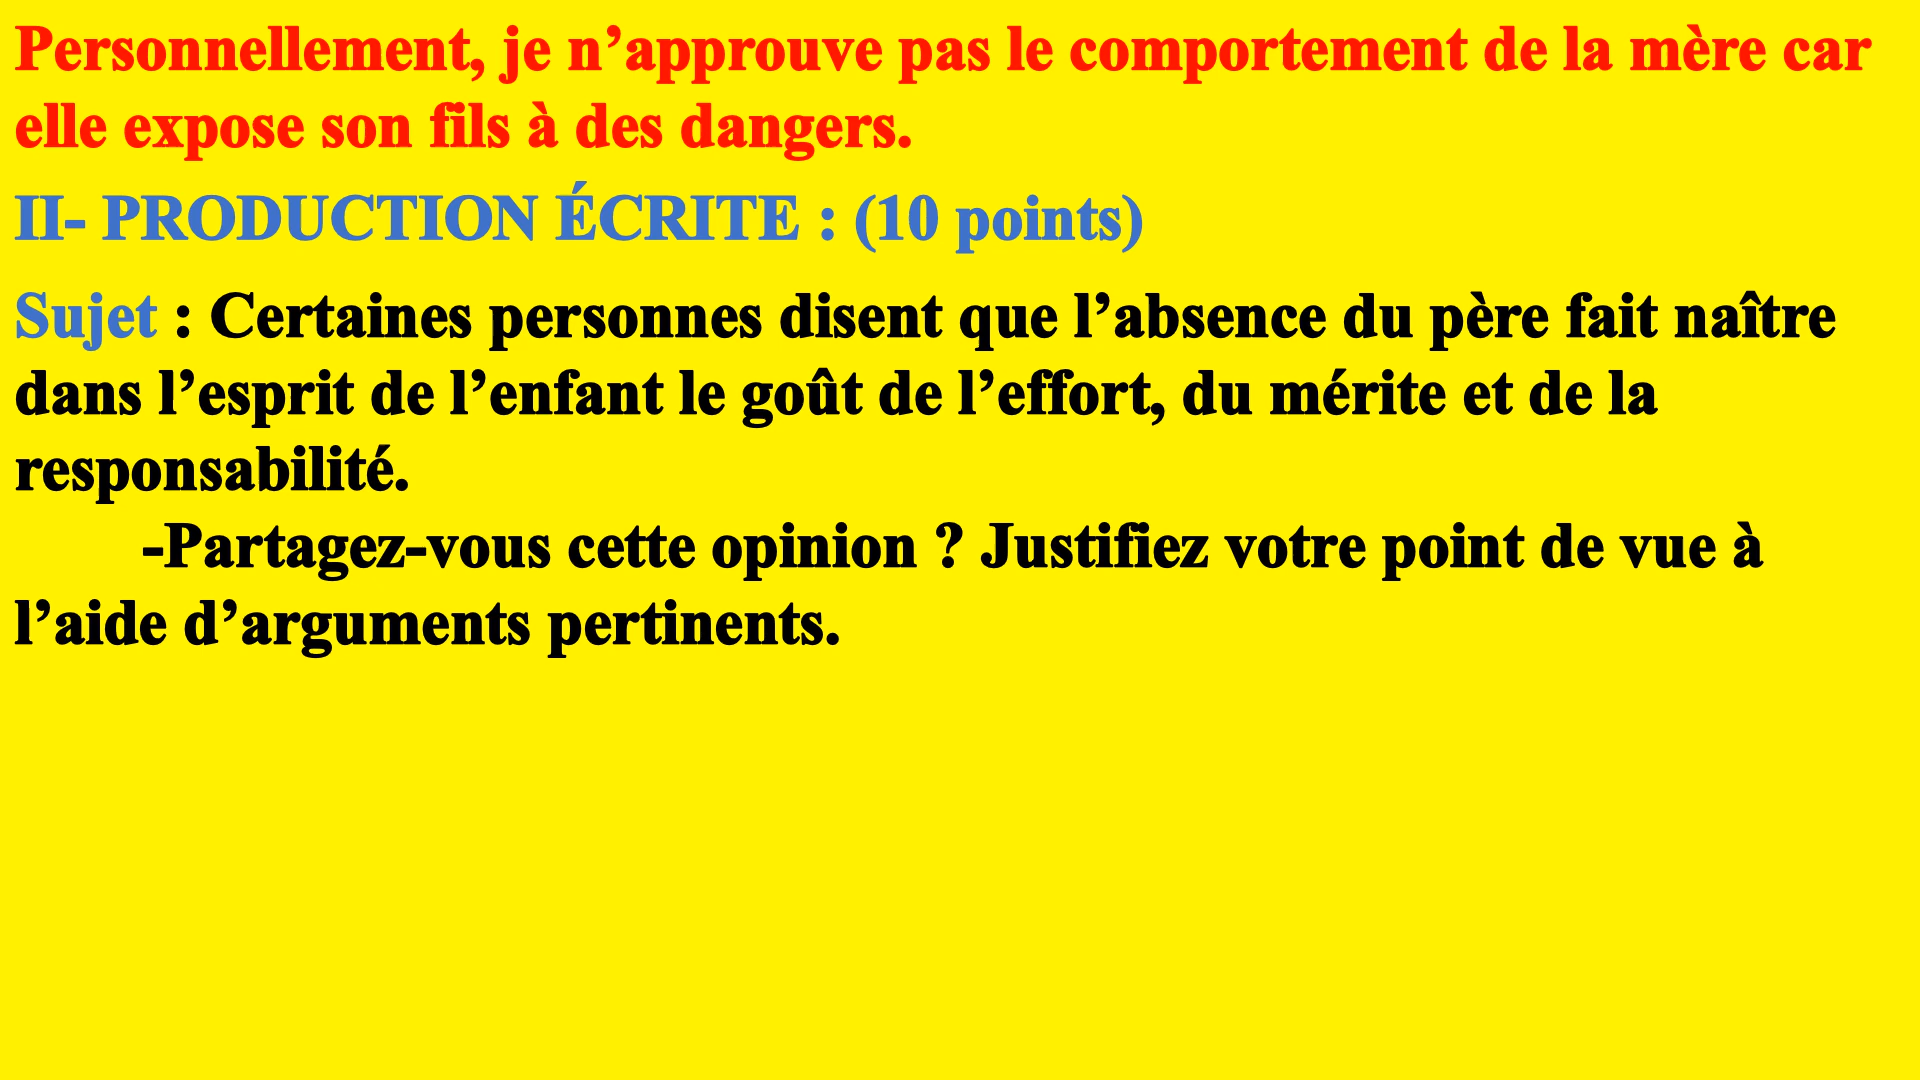 Personnellement, je n’approuve pas le comportement de la mère car
elle expose son fils à des dangers.
II- PRODUCTION ÉCRITE : (10 points)
Sujet : Certaines personnes disent que l’absence du père fait naître
dans l’esprit de l’enfant le goût de l’effort, du mérite et de la
responsabilité.
-Partagez-vous cette opinion ? Justifiez votre point de vue à
l’aide d’arguments pertinents.